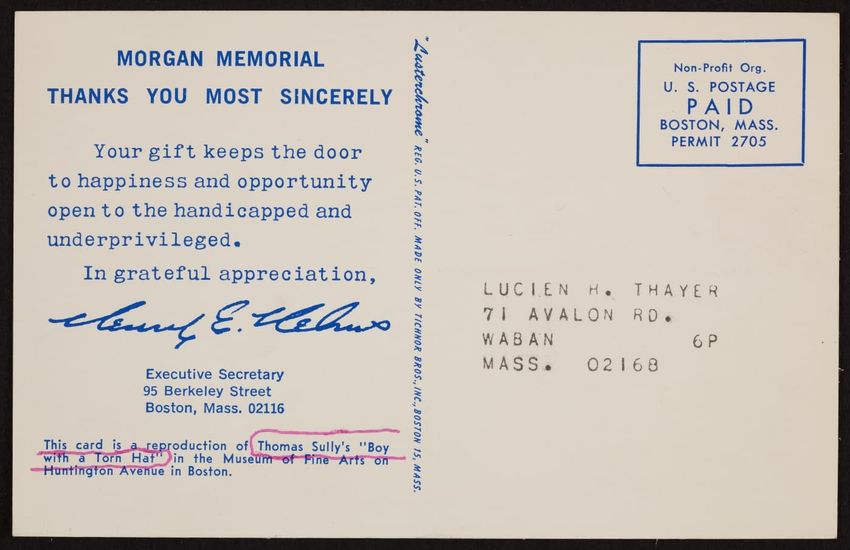 MORGAN MEMORIAL
THANKS YOU MOST SINCERELY
Your gift keeps the door
to happiness and opportunity
open to the handicapped and
underprivileged.
In grateful appreciation,
Henry E. Helms
Executive Secretary
95 Berkeley Street
Boston, Mass. 02116
This card is a reproduction of Thomas Sully's "Boy
with a Torn Hat" in the Museum of Fine Arts on
Huntington Avenue in Boston.
"Lusterchrome" REG. U.S. PAT. OFF. MADE ONLY BY TICHNOR BROS., INC., BOSTON 15, MASS.
Non-Profit Org.
U. S. POSTAGE
PAID
BOSTON, MASS.
PERMIT 2705
LUCIEN H. THAYER
71 AVALON RD.
WABAN 6P
MASS. 02168